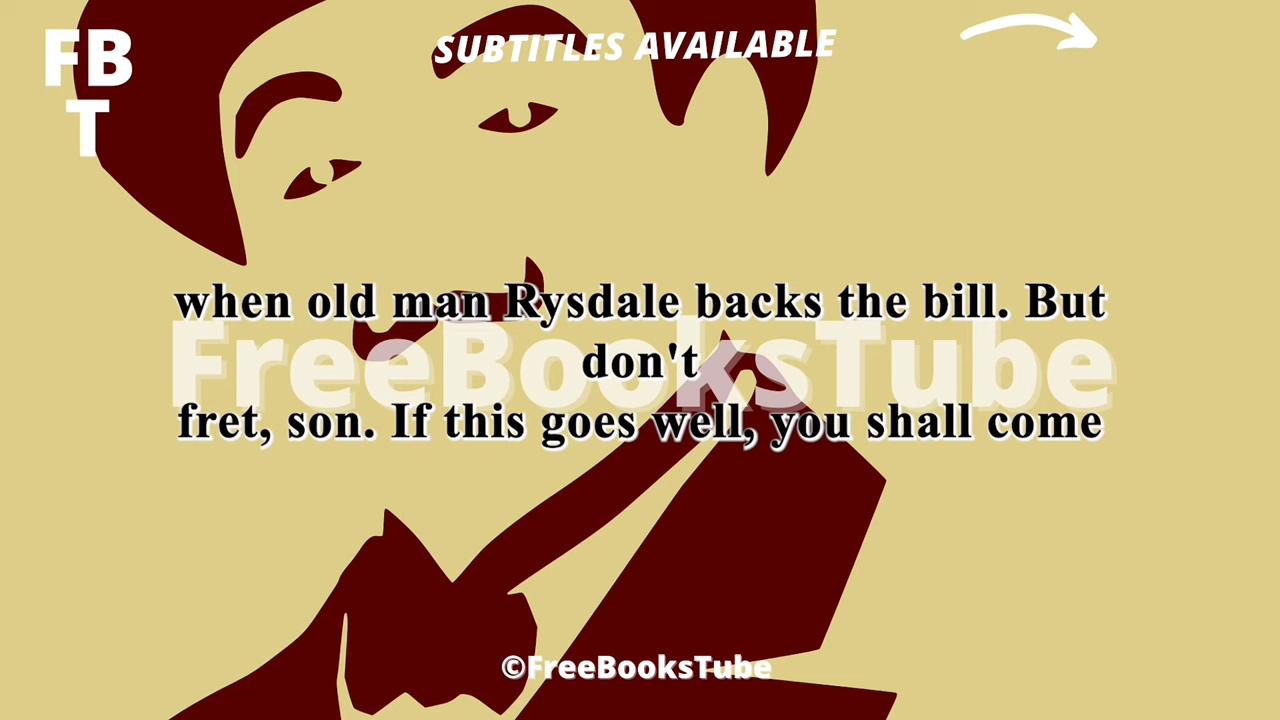 FB
T
SUBTITLES AVAILABLE
when old man Rysdale backs the bill. But
don't
fret, son. If this goes well, you shall come
FreeBooksTube
©FreeBooksTube